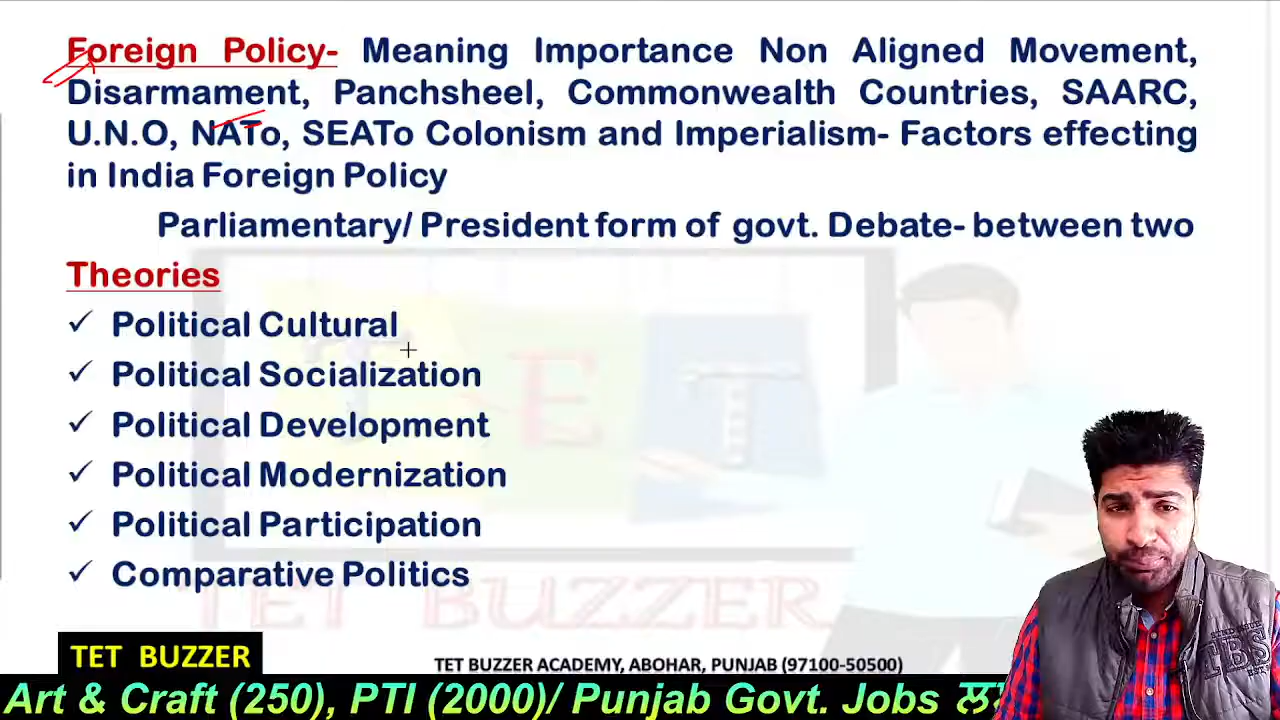 Foreign Policy- Meaning Importance Non Aligned Movement,
Disarmament, Panchsheel, Commonwealth Countries, SAARC,
U.N.O, NATo, SEATo Colonism and Imperialism- Factors effecting
in India Foreign Policy
Parliamentary/ President form of govt. Debate- between two
Theories
✓ Political Cultural
✓ Political Socialization
✓ Political Development
✓ Political Modernization
✓ Political Participation
✓ Comparative Politics
T E T
TET BUZZER
TBS
TET BUZZER
TET BUZZER ACADEMY, ABOHAR, PUNJAB (97100-50500)
Art & Craft (250), PTI (2000)/ Punjab Govt. Jobs